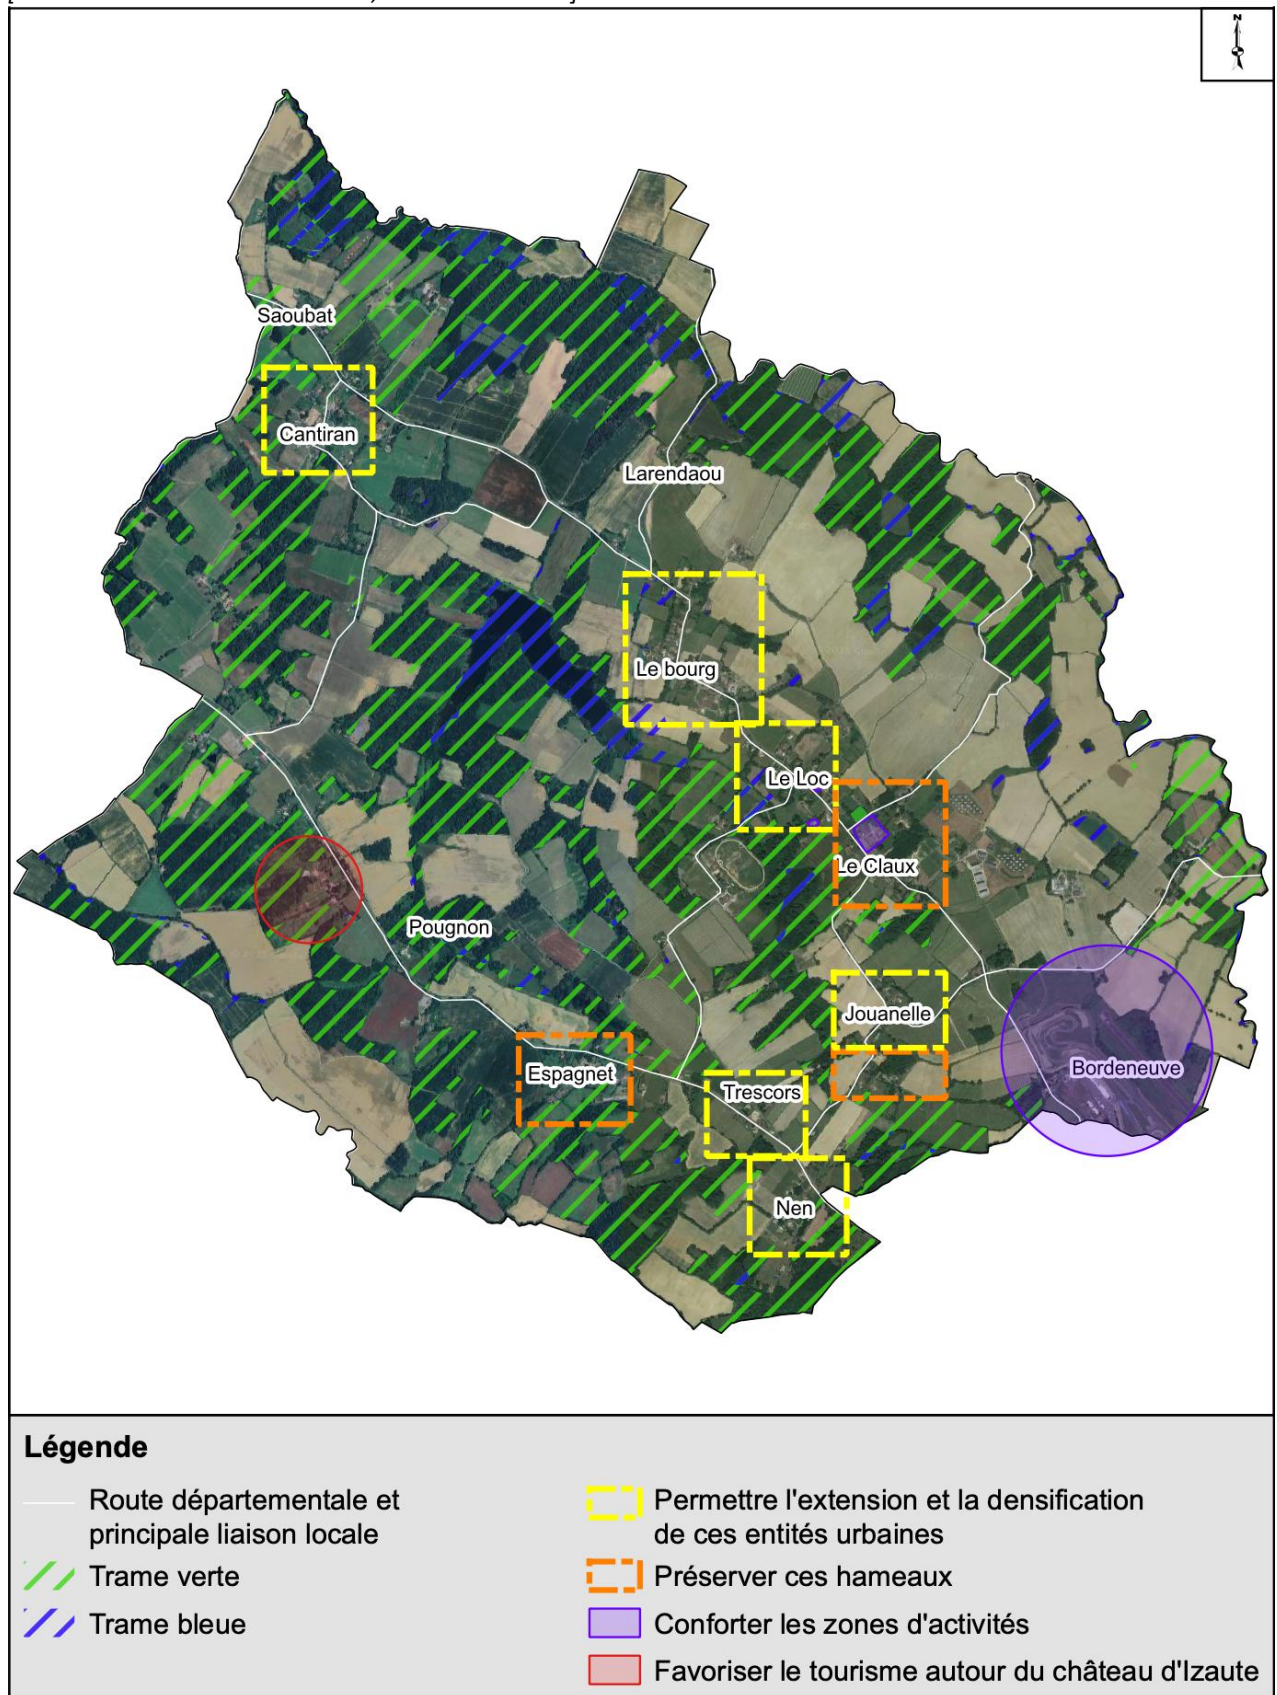 N
Saoubat
Cantiran
Larendaou
Le bourg
Le Loc
Le Claux
Pougnon
Jouanelle
Espagnet
Bordeneuve
Trescors
Nen
Légende
Route départementale et
principale liaison locale
Trame verte
Trame bleue
Permettre l'extension et la densification
de ces entités urbaines
Préserver ces hameaux
Conforter les zones d'activités
Favoriser le tourisme autour du château d'Izaute